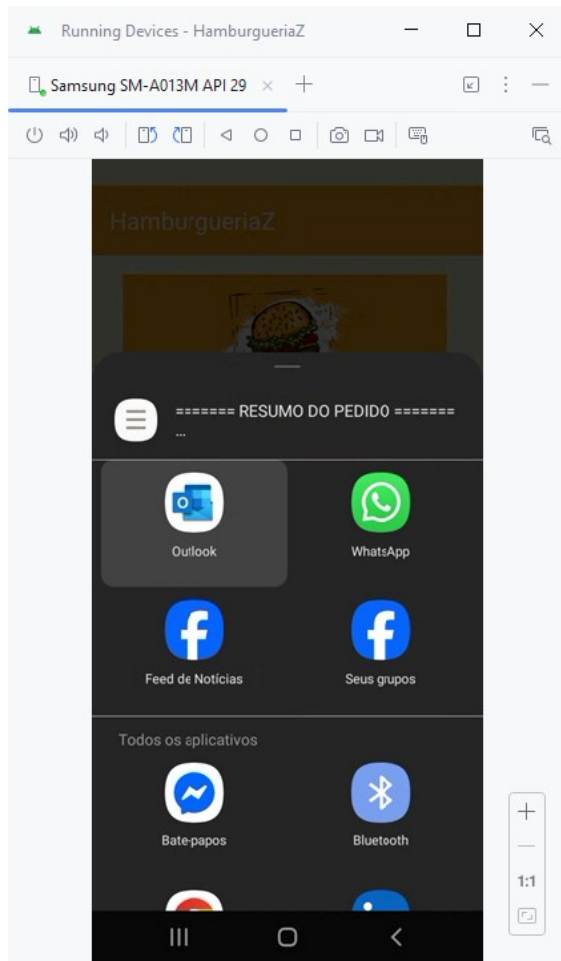 Running Devices - HamburgueriaZ
Samsung SM-A013M API 29
HamburgueriaZ
======= RESUMO DO PEDIDO =======
...
Outlook
WhatsApp
Feed de Notícias
Seus grupos
Todos os aplicativos
Bate-papos
Bluetooth
1:1